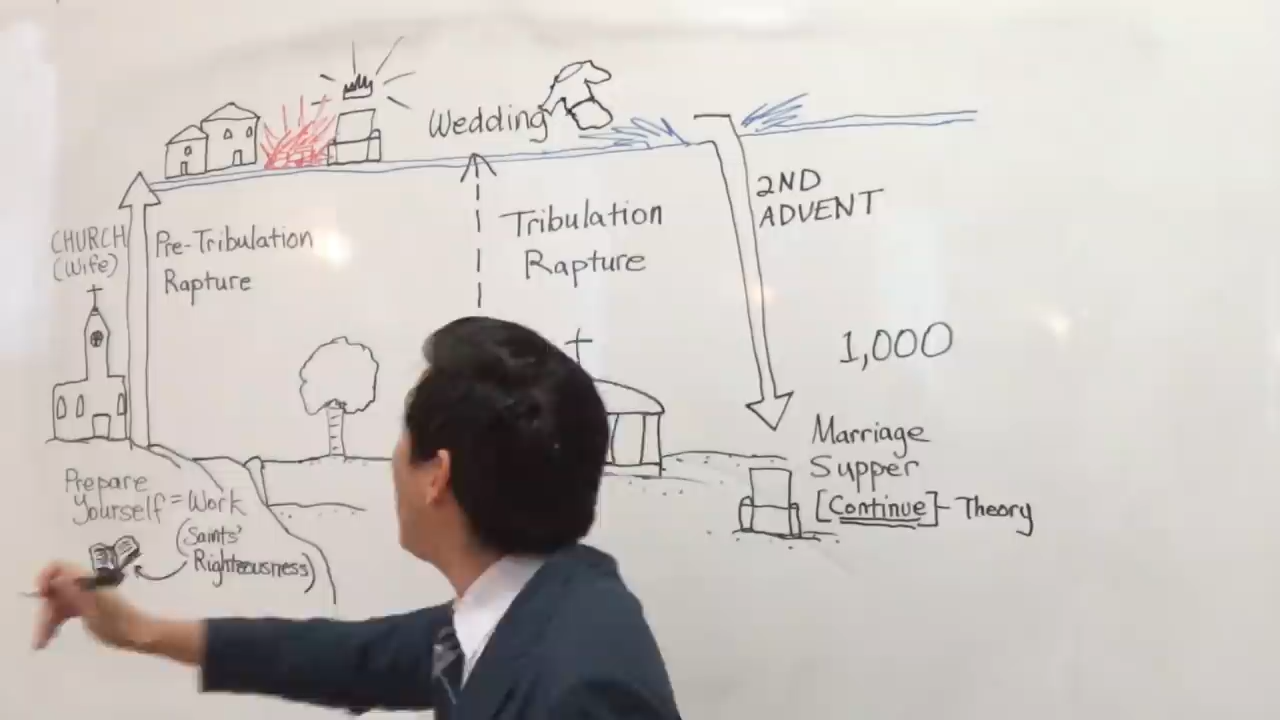 Wedding
CHURCH
(Wife)
Pre-Tribulation
Rapture
Tribulation
Rapture
2ND
ADVENT
1,000
Marriage
Supper
[Continue] - Theory
Prepare
Yourself = Work
(Saints'
Righteousness)